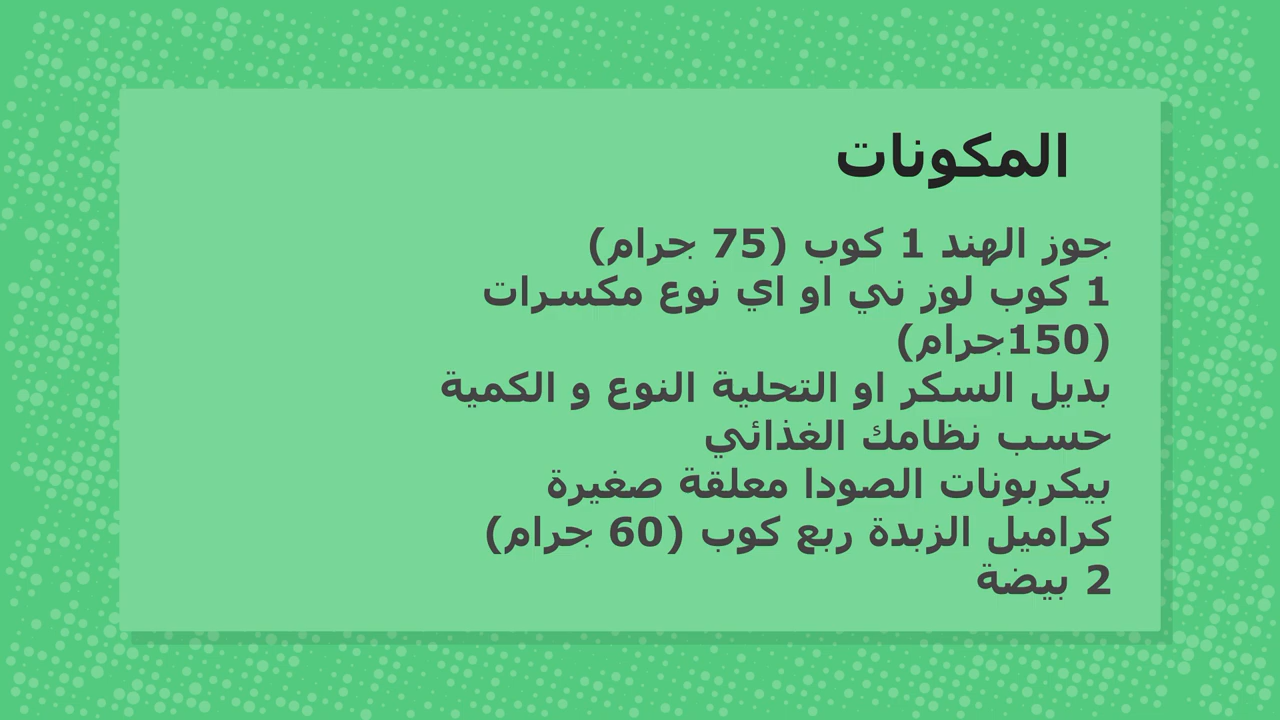 المكونات
جوز الهند 1 كوب (75 جرام)
1 كوب لوز ني او اي نوع مكسرات
(150جرام)
بديل السكر او التحلية النوع و الكمية
حسب نظامك الغذائي
بيكربونات الصودا معلقة صغيرة
كراميل الزبدة ربع كوب (60 جرام)
2 بيضة